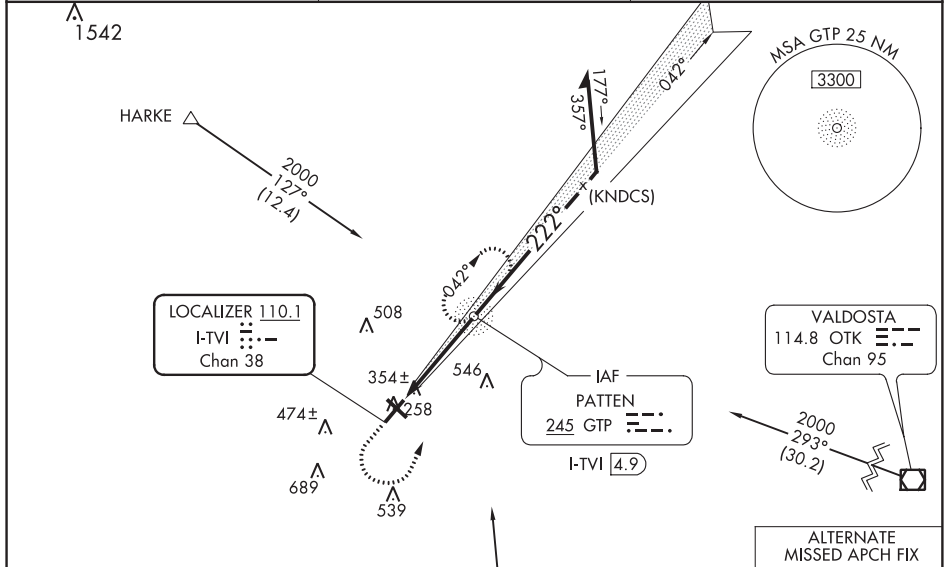 1542
MSA GTP 25 NM
3300
177°
357°
042°
HARKE
2000
127°
(12.4)
(KNDCS)
222°
042°
LOCALIZER 110.1
I-TVI
Chan 38
508
354±
546
258
474±
689
539
IAF
PATTEN
245 GTP
I-TVI 4.9
VALDOSTA
114.8 OTK
Chan 95
2000
293°
(30.2)
ALTERNATE
MISSED APCH FIX